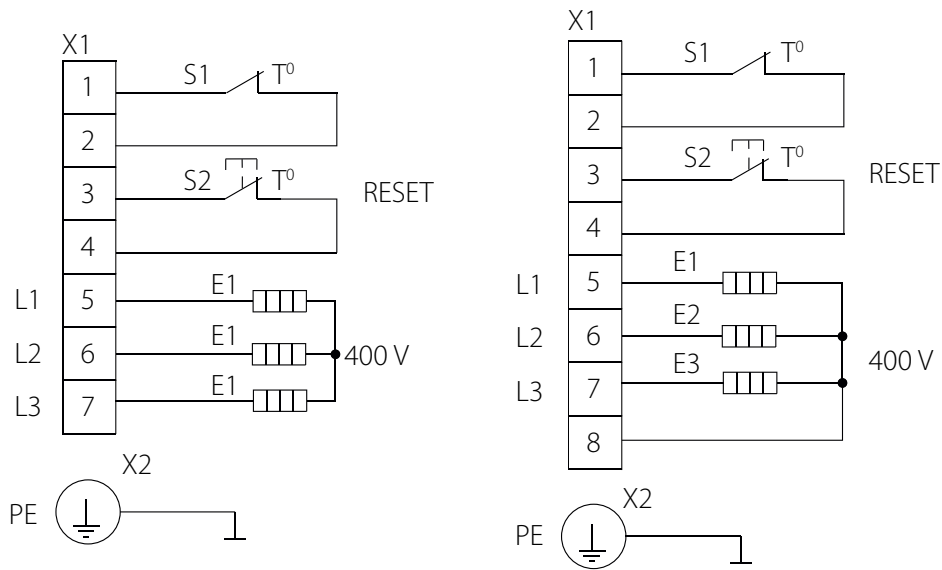 X1
1 S1 T⁰
2
3 S2 T⁰ RESET
4
L1 5 E1
L2 6 E1 400 V
L3 7 E1
X2
PE
X1
1 S1 T⁰
2
3 S2 T⁰ RESET
4
L1 5 E1
L2 6 E2
L3 7 E3 400 V
8
X2
PE